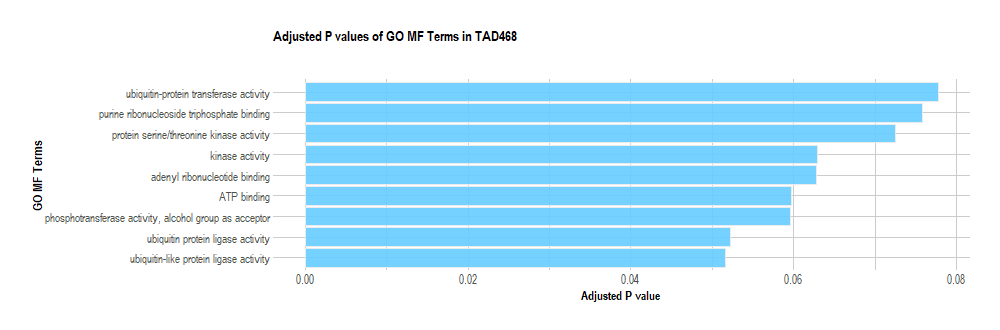 Adjusted P values of GO MF Terms in TAD468
ubiquitin-protein transferase activity
purine ribonucleoside triphosphate binding
protein serine/threonine kinase activity
kinase activity
adenyl ribonucleotide binding
ATP binding
phosphotransferase activity, alcohol group as acceptor
ubiquitin protein ligase activity
ubiquitin-like protein ligase activity
GO MF Terms
0.00 0.02 0.04 0.06 0.08
Adjusted P value